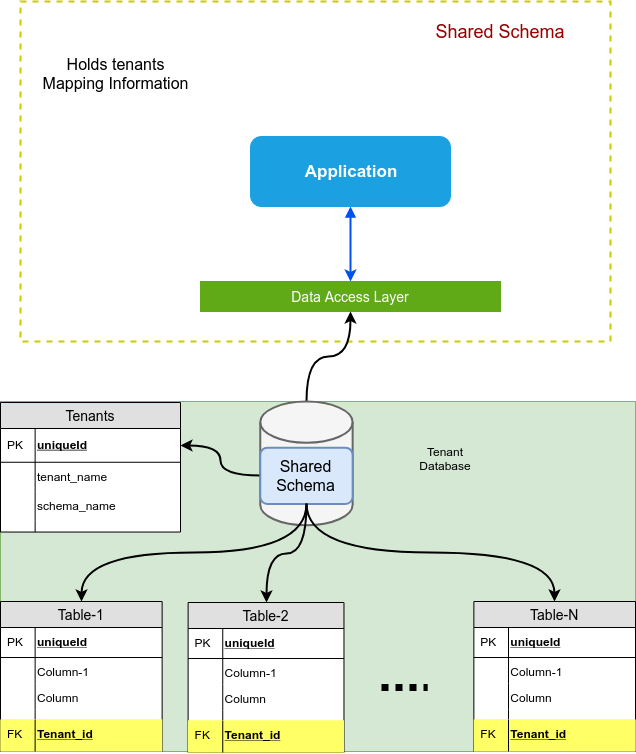 Shared Schema
Holds tenants
Mapping Information
Application
Data Access Layer
Tenants
PK uniqueId
tenant_name
schema_name
Shared
Schema
Tenant
Database
Table-1
PK uniqueId
Column-1
Column
FK Tenant_id
Table-2
PK uniqueId
Column-1
Column
FK Tenant_id
....
Table-N
PK uniqueId
Column-1
Column
FK Tenant_id